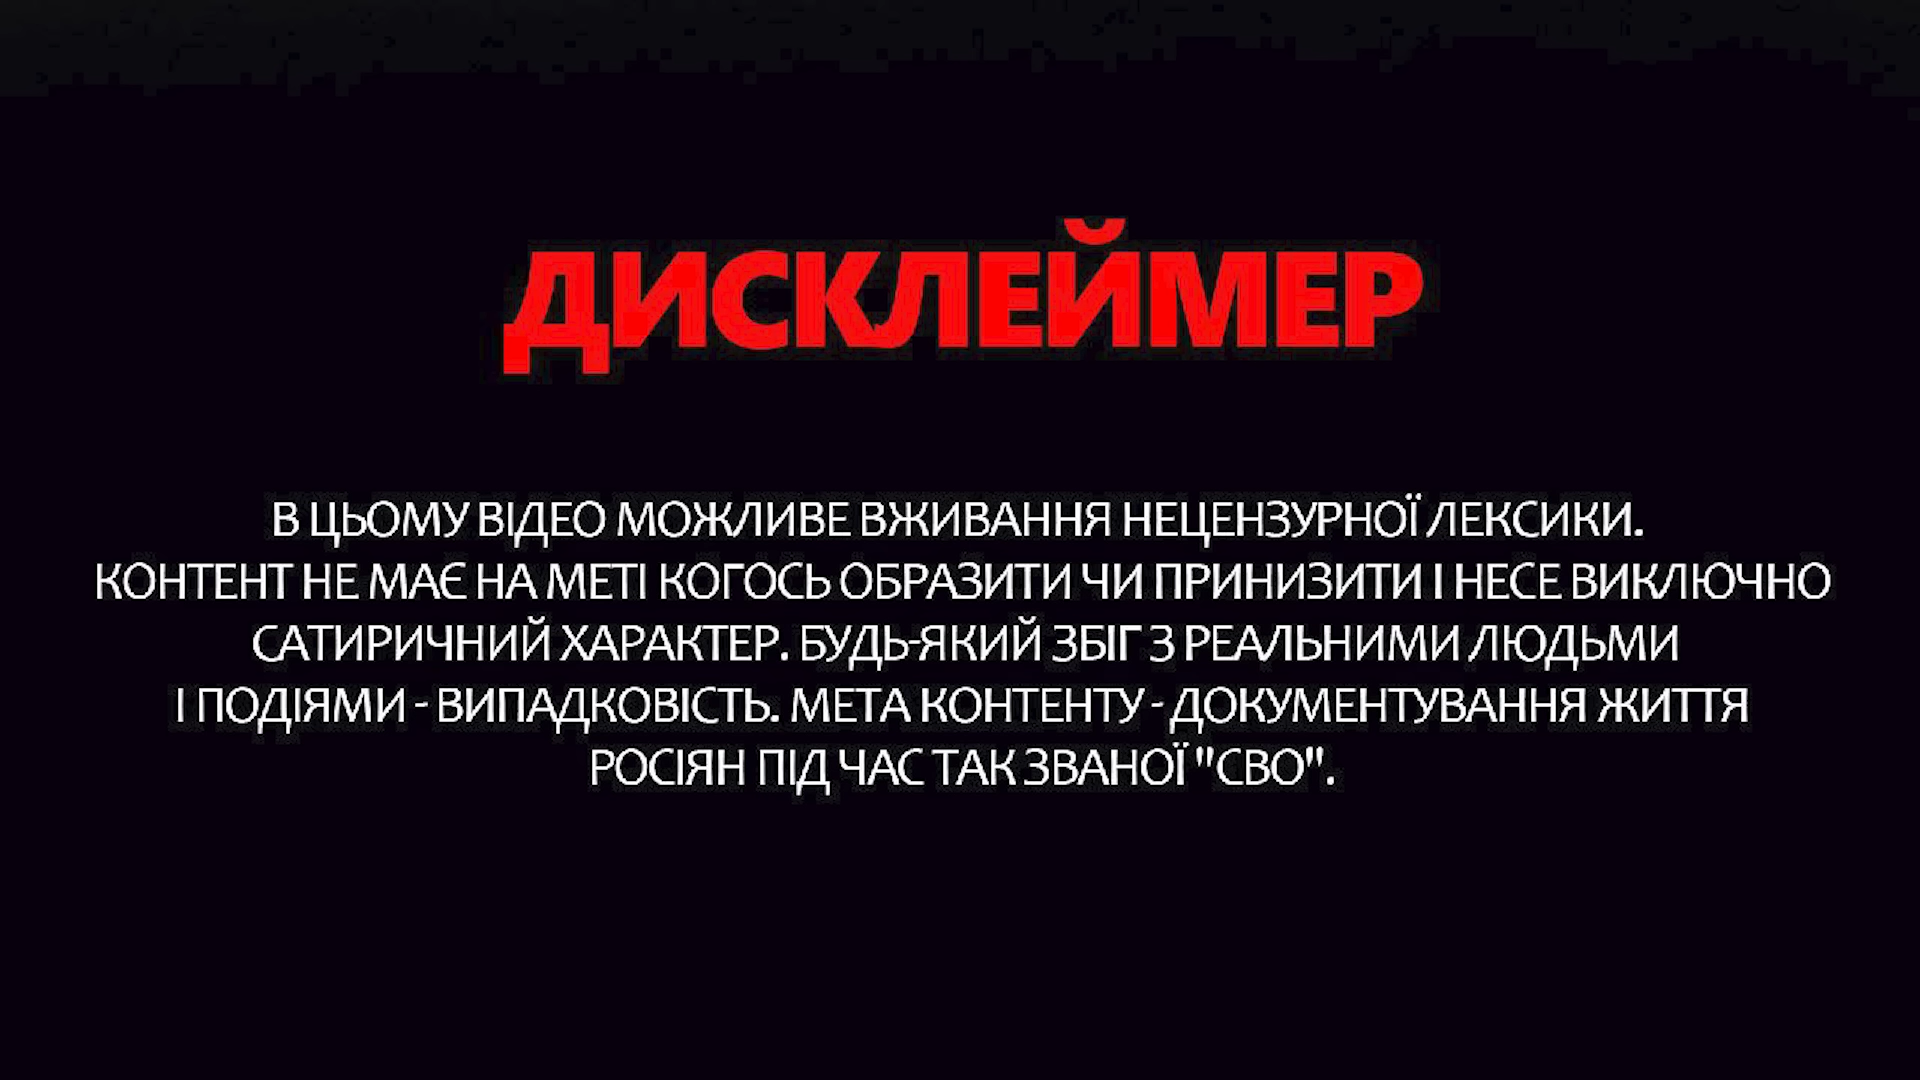 ДИСКЛЕЙМЕР
В ЦЬОМУ ВІДЕО МОЖЛИВЕ ВЖИВАННЯ НЕЦЕНЗУРНОЇ ЛЕКСИКИ.
КОНТЕНТ НЕ МАЄ НА МЕТІ КОГОСЬ ОБРАЗИТИ ЧИ ПРИНИЗИТИ І НЕСЕ ВИКЛЮЧНО
САТИРИЧНИЙ ХАРАКТЕР. БУДЬ-ЯКИЙ ЗБІГ З РЕАЛЬНИМИ ЛЮДЬМИ
І ПОДІЯМИ - ВИПАДКОВІСТЬ. МЕТА КОНТЕНТУ - ДОКУМЕНТУВАННЯ ЖИТТЯ
РОСІЯН ПІД ЧАС ТАК ЗВАНОЇ "СВО".